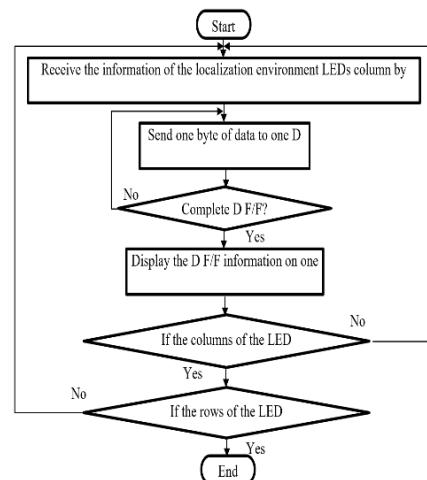 Start
Receive the information of the localization environment LEDs column by
Send one byte of data to one D
No
Complete D F/F?
Yes
Display the D F/F information on one
No
If the columns of the LED
Yes
No
If the rows of the LED
Yes
End